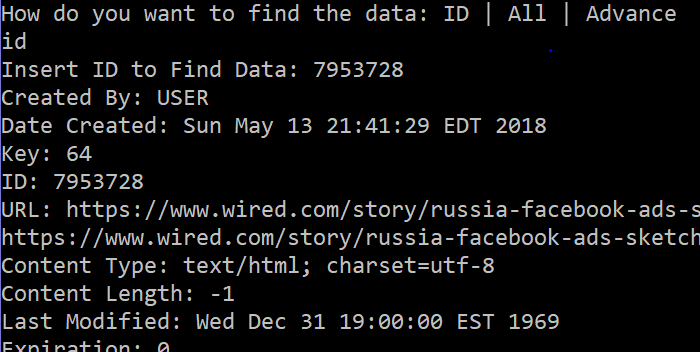 How do you want to find the data: ID | All | Advance
id
Insert ID to Find Data: 7953728
Created By: USER
Date Created: Sun May 13 21:41:29 EDT 2018
Key: 64
ID: 7953728
URL: https://www.wired.com/story/russia-facebook-ads-s
https://www.wired.com/story/russia-facebook-ads-sketch
Content Type: text/html; charset=utf-8
Content Length: -1
Last Modified: Wed Dec 31 19:00:00 EST 1969
Expiration: 0